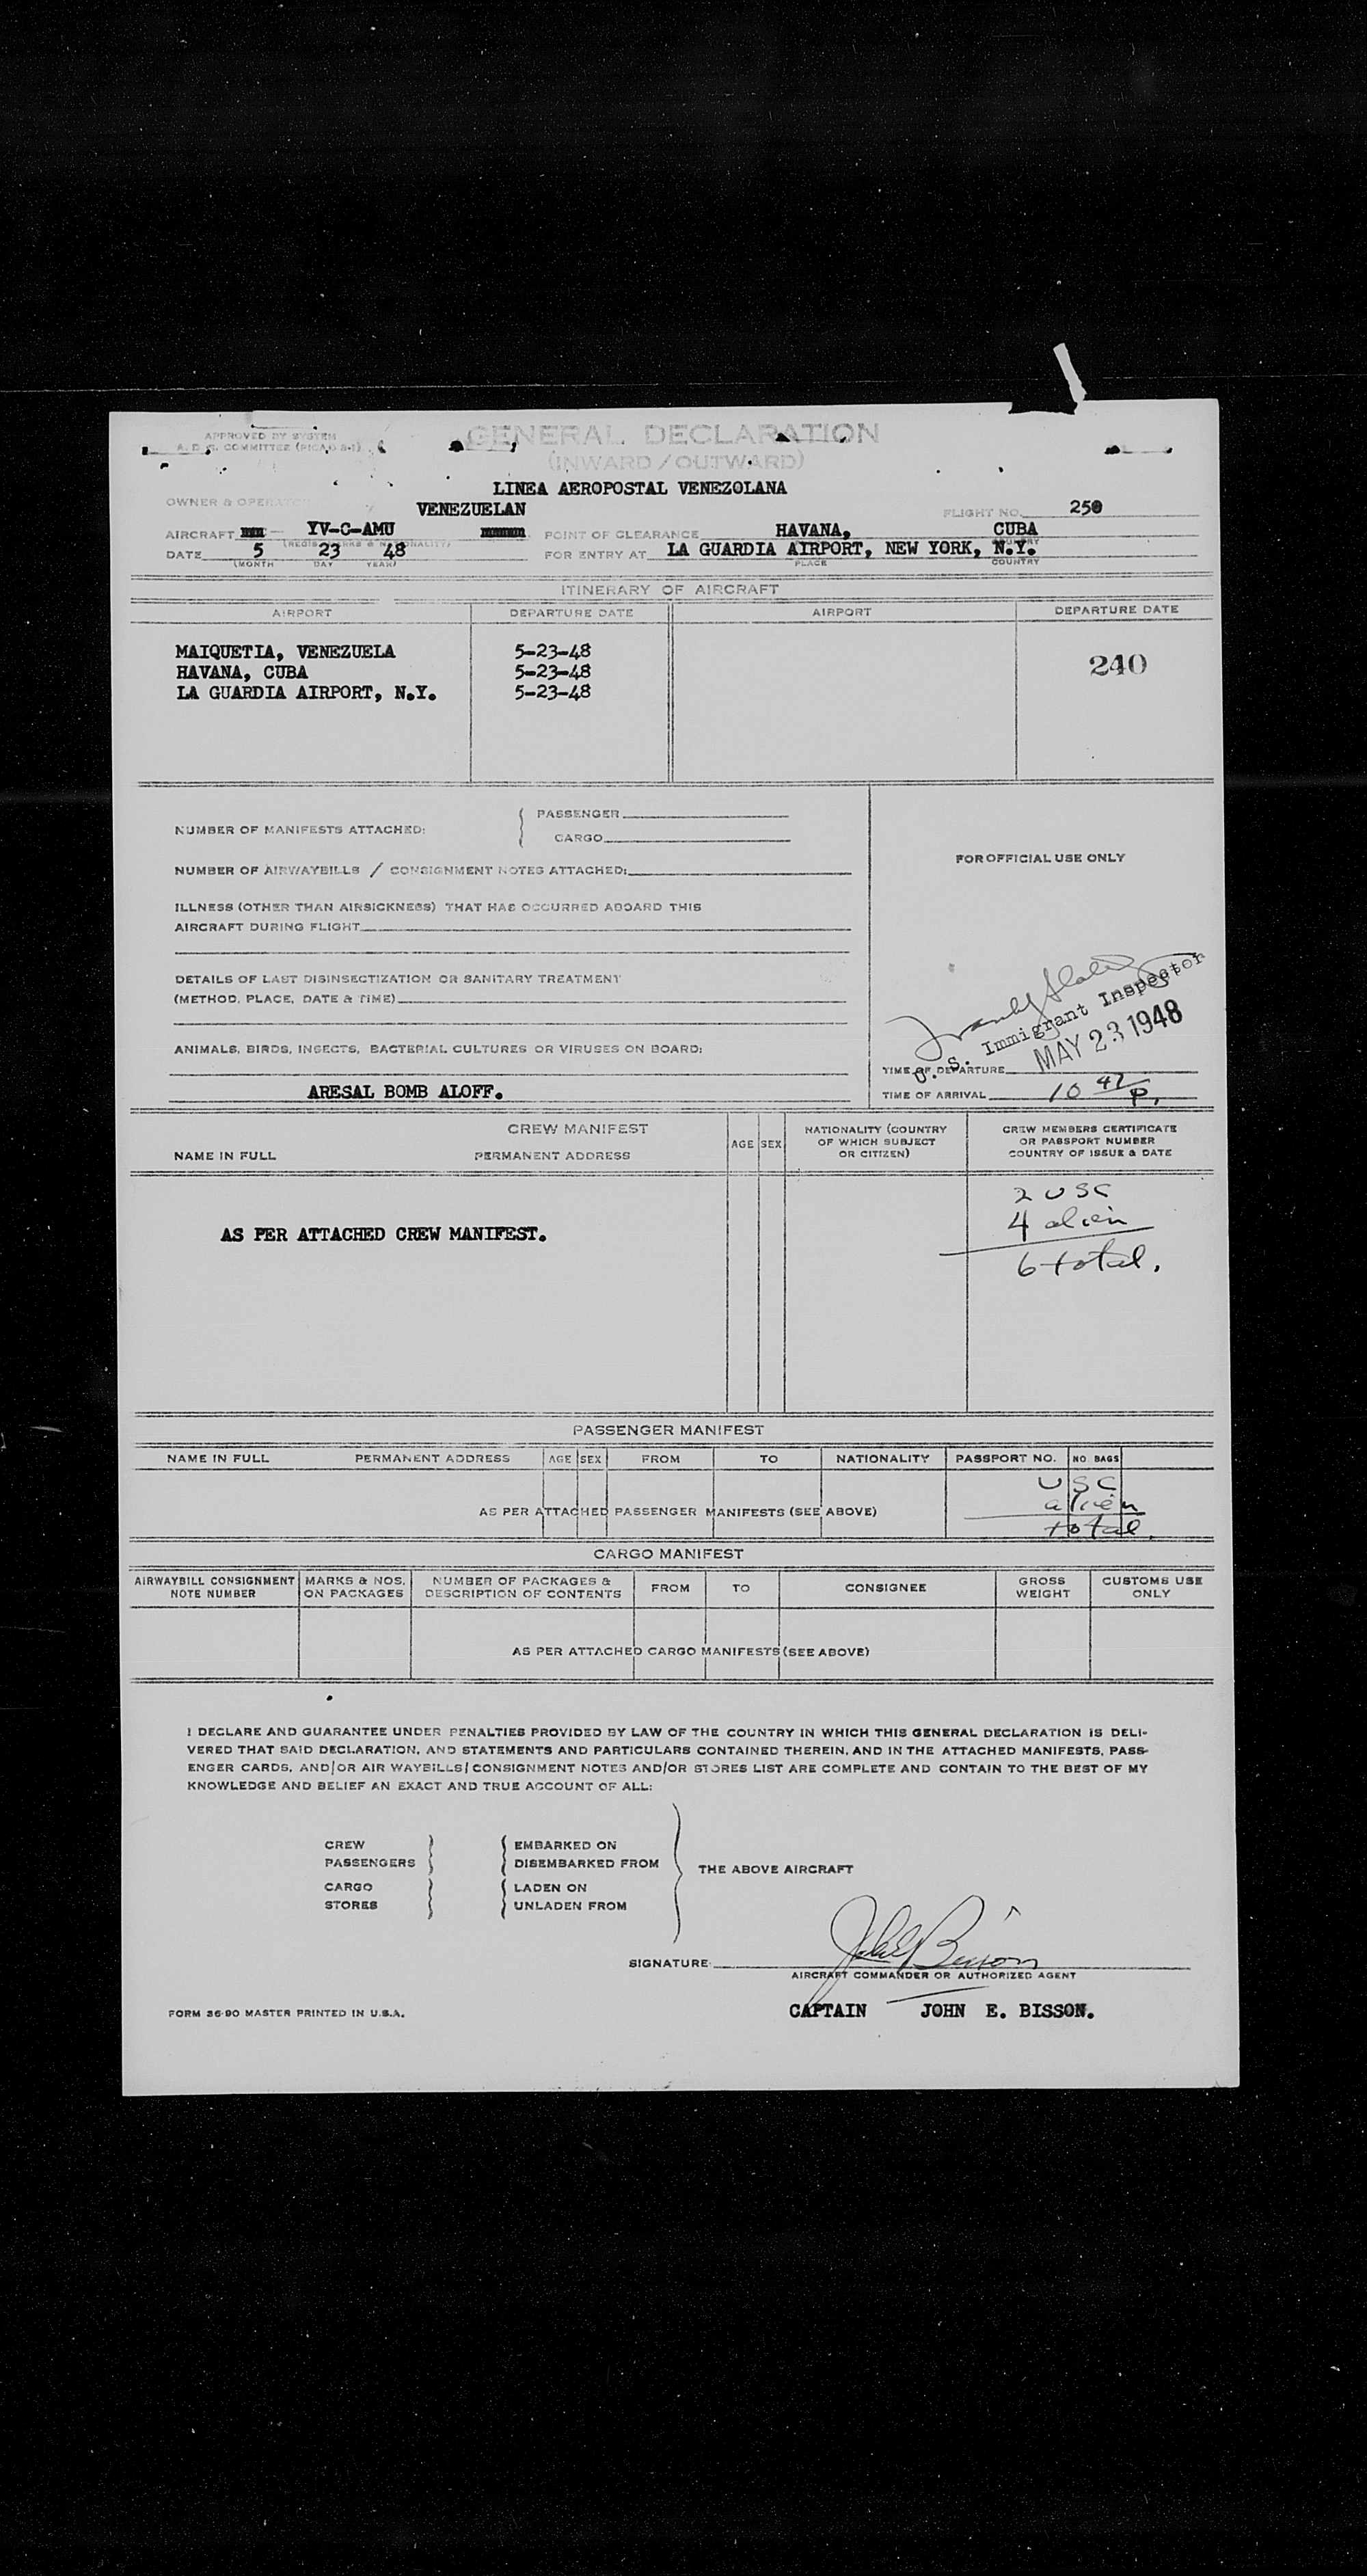 APPROVED BY SYSTEM
COMMITTEE
GENERAL DECLARATION
(INWARD / OUTWARD)
LINEA AEROPOSTAL VENEZOLANA
OWNER & OPERATOR
VENEZUELAN
FLIGHT NO. 250
AIRCRAFT YV-C-AMU POINT OF CLEARANCE HAVANA, CUBA
DATE 5 23 48 FOR ENTRY AT LA GUARDIA AIRPORT, NEW YORK, N.Y.
(MONTH DAY YEAR) PLACE COUNTRY
ITINERARY OF AIRCRAFT
AIRPORT DEPARTURE DATE AIRPORT DEPARTURE DATE
MAIQUETIA, VENEZUELA 5-23-48
240
HAVANA, CUBA 5-23-48
LA GUARDIA AIRPORT, N.Y. 5-23-48
NUMBER OF MANIFESTS ATTACHED: { PASSENGER
CARGO
FOR OFFICIAL USE ONLY
NUMBER OF AIRWAYBILLS / CONSIGNMENT NOTES ATTACHED:
ILLNESS (OTHER THAN AIRSICKNESS) THAT HAS OCCURRED ABOARD THIS
AIRCRAFT DURING FLIGHT
DETAILS OF LAST DISINSECTIZATION OR SANITARY TREATMENT
(METHOD, PLACE, DATE & TIME)
U. S. Immigrant Inspector
MAY 23 1948
ANIMALS, BIRDS, INSECTS, BACTERIAL CULTURES OR VIRUSES ON BOARD:
TIME OF DEPARTURE
ARESAL BOMB ALOFF.
TIME OF ARRIVAL 10 47 P.
CREW MANIFEST
NAME IN FULL PERMANENT ADDRESS AGE SEX
NATIONALITY (COUNTRY
OF WHICH SUBJECT
OR CITIZEN)
CREW MEMBERS CERTIFICATE
OR PASSPORT NUMBER
COUNTRY OF ISSUE & DATE
2 USC
4 alien
6 total.
AS PER ATTACHED CREW MANIFEST.
PASSENGER MANIFEST
NAME IN FULL PERMANENT ADDRESS AGE SEX FROM TO NATIONALITY PASSPORT NO. NO. BAGS
USC
alien
total.
AS PER ATTACHED PASSENGER MANIFESTS (SEE ABOVE)
CARGO MANIFEST
AIRWAYBILL CONSIGNMENT
NOTE NUMBER
MARKS & NOS.
ON PACKAGES
NUMBER OF PACKAGES &
DESCRIPTION OF CONTENTS
FROM TO CONSIGNEE
GROSS
WEIGHT
CUSTOMS USE
ONLY
AS PER ATTACHED CARGO MANIFESTS (SEE ABOVE)
I DECLARE AND GUARANTEE UNDER PENALTIES PROVIDED BY LAW OF THE COUNTRY IN WHICH THIS GENERAL DECLARATION IS DELI-
VERED THAT SAID DECLARATION, AND STATEMENTS AND PARTICULARS CONTAINED THEREIN, AND IN THE ATTACHED MANIFESTS, PASS-
ENGER CARDS, AND/OR AIR WAYBILLS/CONSIGNMENT NOTES AND/OR STORES LIST ARE COMPLETE AND CONTAIN TO THE BEST OF MY
KNOWLEDGE AND BELIEF AN EXACT AND TRUE ACCOUNT OF ALL:
CREW EMBARKED ON
PASSENGERS DISEMBARKED FROM
THE ABOVE AIRCRAFT
CARGO LADEN ON
STORES UNLADEN FROM
SIGNATURE: John E Bisson
AIRCRAFT COMMANDER OR AUTHORIZED AGENT
CAPTAIN JOHN E. BISSON.
FORM 36-90 MASTER PRINTED IN U.S.A.